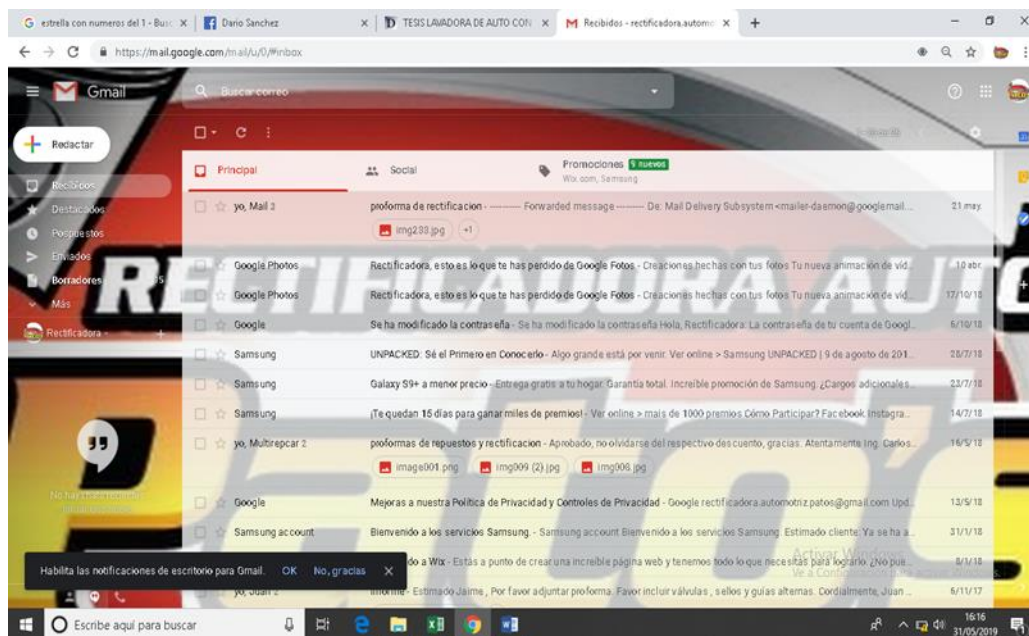 estrella con numeros del 1 - Bus
Dario Sanchez
TESIS LAVADORA DE AUTO CON
Recibidos - rectificadora.automo
https://mail.google.com/mail/u/0/#inbox
Gmail
Buscar correo
Redactar
Principal
Social
Promociones 9 nuevos
Wix.com, Samsung
Recibidos
Destacados
Pospuestos
Enviados
Borradores
Más
Rectificadora -
RECTIFICADORA AUTO
yo, Mail 2 proforma de rectificacion - ---------- Forwarded message --------- De: Mail Delivery Subsystem <mailer-daemon@googlemail... 21 may.
img233.jpg +1
Google Photos Rectificadora, esto es lo que te has perdido de Google Fotos - Creaciones hechas con tus fotos Tu nueva animación de víd... 10 abr.
Google Photos Rectificadora, esto es lo que te has perdido de Google Fotos - Creaciones hechas con tus fotos Tu nueva animación de víd... 17/10/18
Google Se ha modificado la contraseña - Se ha modificado la contraseña Hola, Rectificadora: La contraseña de tu cuenta de Googl... 6/10/18
Samsung UNPACKED: Sé el Primero en Conocerlo - Algo grande está por venir. Ver online > Samsung UNPACKED | 9 de agosto de 201... 28/7/18
Samsung Galaxy S9+ a menor precio - Entrega gratis a tu hogar. Garantía total. Increíble promoción de Samsung. ¿Cargos adicionales... 23/7/18
Samsung ¡Te quedan 15 días para ganar miles de premios! - Ver online > mais de 1000 premios Cómo Participar? Facebook Instagra... 14/7/18
yo, Multirepcar 2 proformas de repuestos y rectificacion - Aprobado, no olvidarse del respectivo descuento, gracias. Atentamente Ing. Carlos... 16/5/18
image001.png img009 (2).jpg img006.jpg
Google Mejoras a nuestra Política de Privacidad y Controles de Privacidad - Google rectificadora.automotriz.patos@gmail.com Upd... 13/5/18
Samsung account Bienvenido a los servicios Samsung. - Samsung account Bienvenido a los servicios Samsung. Estimado cliente: Ya se ha a... 31/1/18
do a Wix - Estás a punto de crear una increíble página web y tenemos todo lo que necesitas para lograrlo. ¿No pue... 8/1/18
yo, Juan 2 Informe - Estimado Jaime, Por favor adjuntar proforma. Favor incluir válvulas, sellos y guías alternas. Cordialmente, Juan ... 6/11/17
Pato's
Habilita las notificaciones de escritorio para Gmail. OK No, gracias
Activar Windows
Escribe aquí para buscar
16:16
31/05/2019